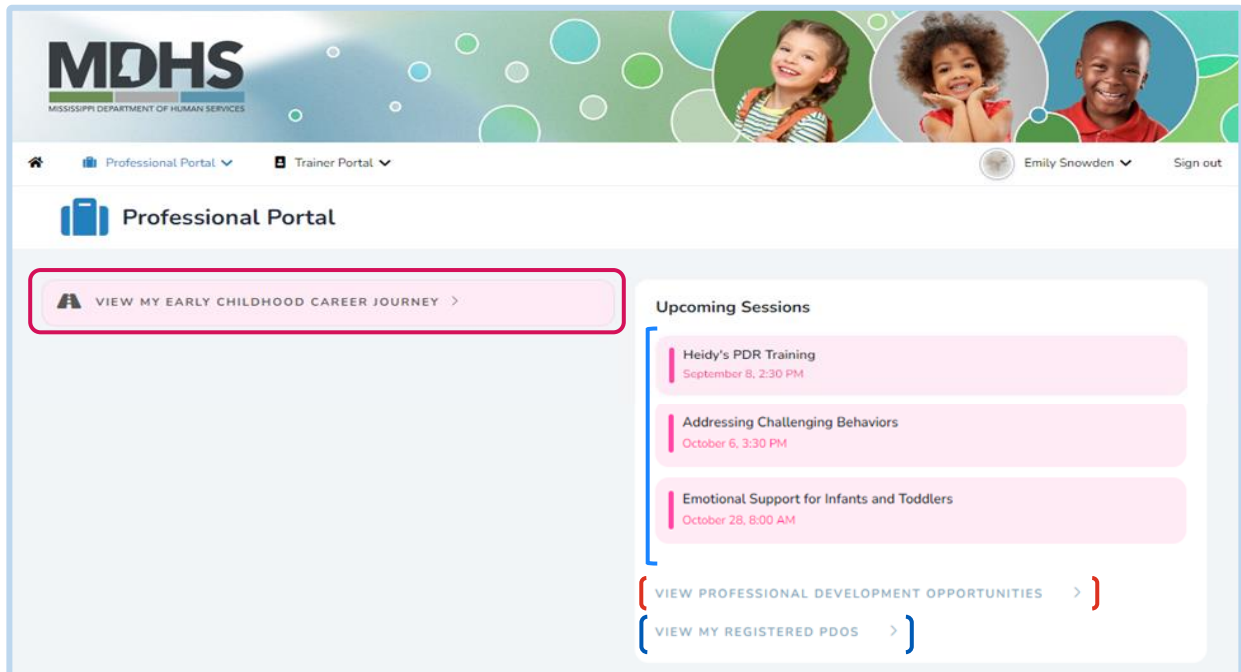 MDHS
MISSISSIPPI DEPARTMENT OF HUMAN SERVICES
Professional Portal
Trainer Portal
Emily Snowden
Sign out
Professional Portal
VIEW MY EARLY CHILDHOOD CAREER JOURNEY >
Upcoming Sessions
Heidy's PDR Training
September 8, 2:30 PM
Addressing Challenging Behaviors
October 6, 3:30 PM
Emotional Support for Infants and Toddlers
October 28, 8:00 AM
VIEW PROFESSIONAL DEVELOPMENT OPPORTUNITIES >
VIEW MY REGISTERED PDOS >